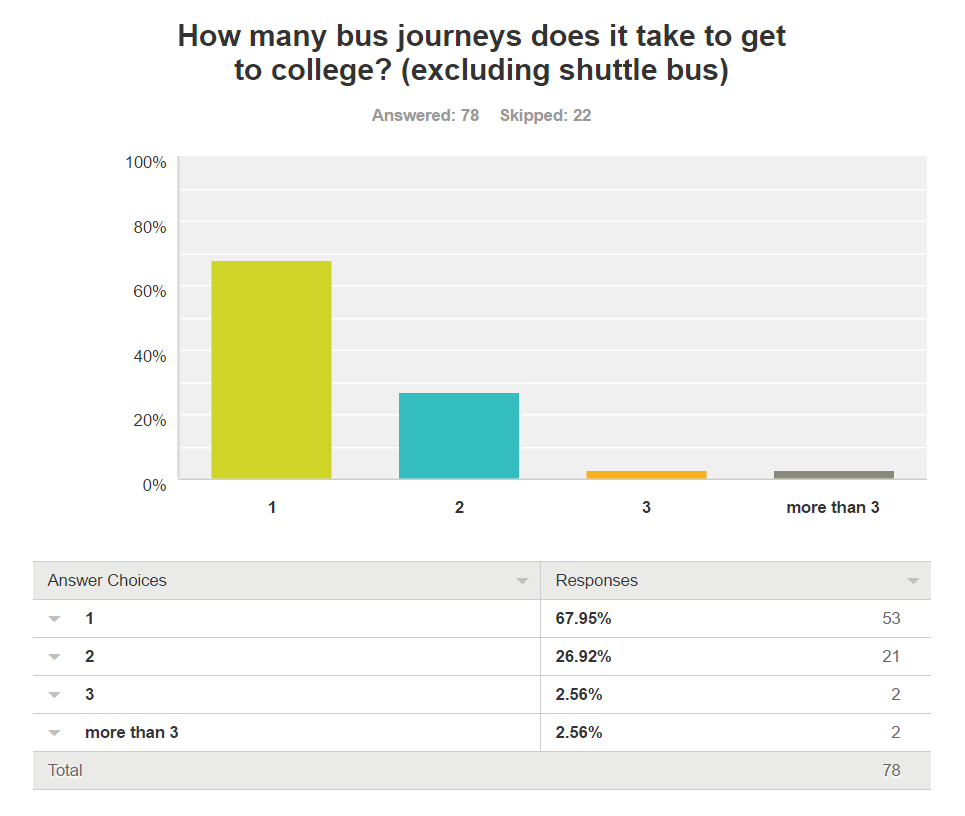 How many bus journeys does it take to get
to college? (excluding shuttle bus)
Answered: 78 Skipped: 22
100%
80%
60%
40%
20%
0%
1 2 3 more than 3
Answer Choices Responses
1 67.95% 53
2 26.92% 21
3 2.56% 2
more than 3 2.56% 2
Total 78